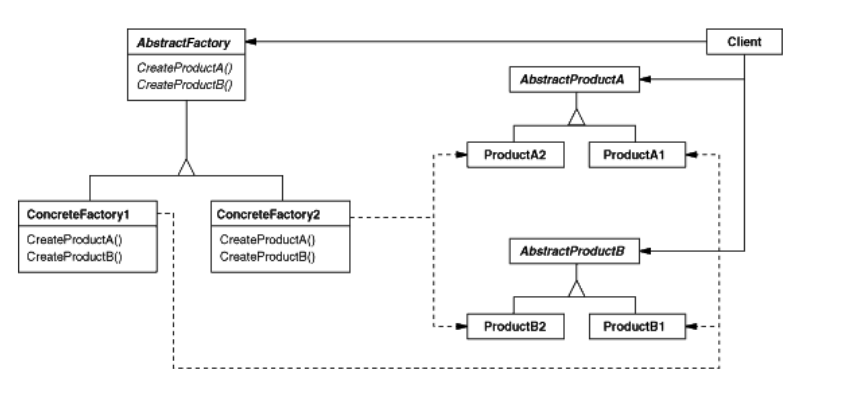 AbstractFactory
CreateProductA()
CreateProductB()
Client
AbstractProductA
ProductA2
ProductA1
ConcreteFactory1
CreateProductA()
CreateProductB()
ConcreteFactory2
CreateProductA()
CreateProductB()
AbstractProductB
ProductB2
ProductB1